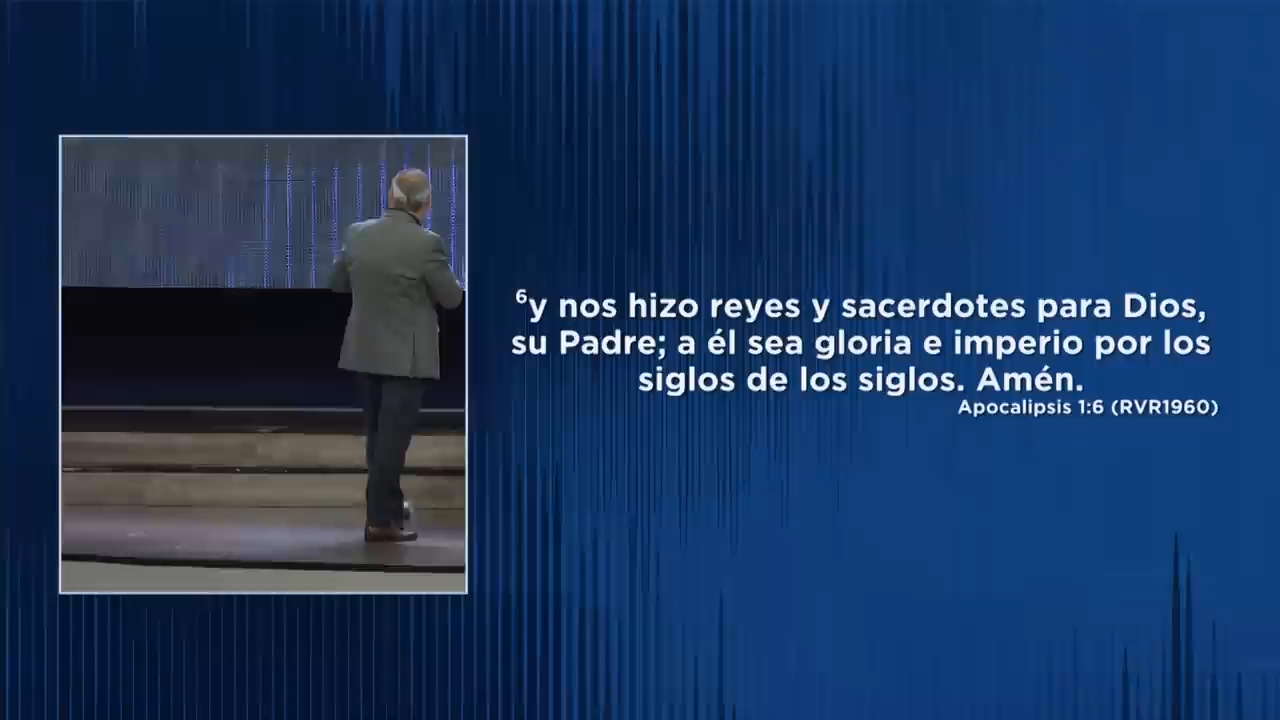 ⁶y nos hizo reyes y sacerdotes para Dios,
su Padre; a él sea gloria e imperio por los
siglos de los siglos. Amén.
Apocalipsis 1:6 (RVR1960)